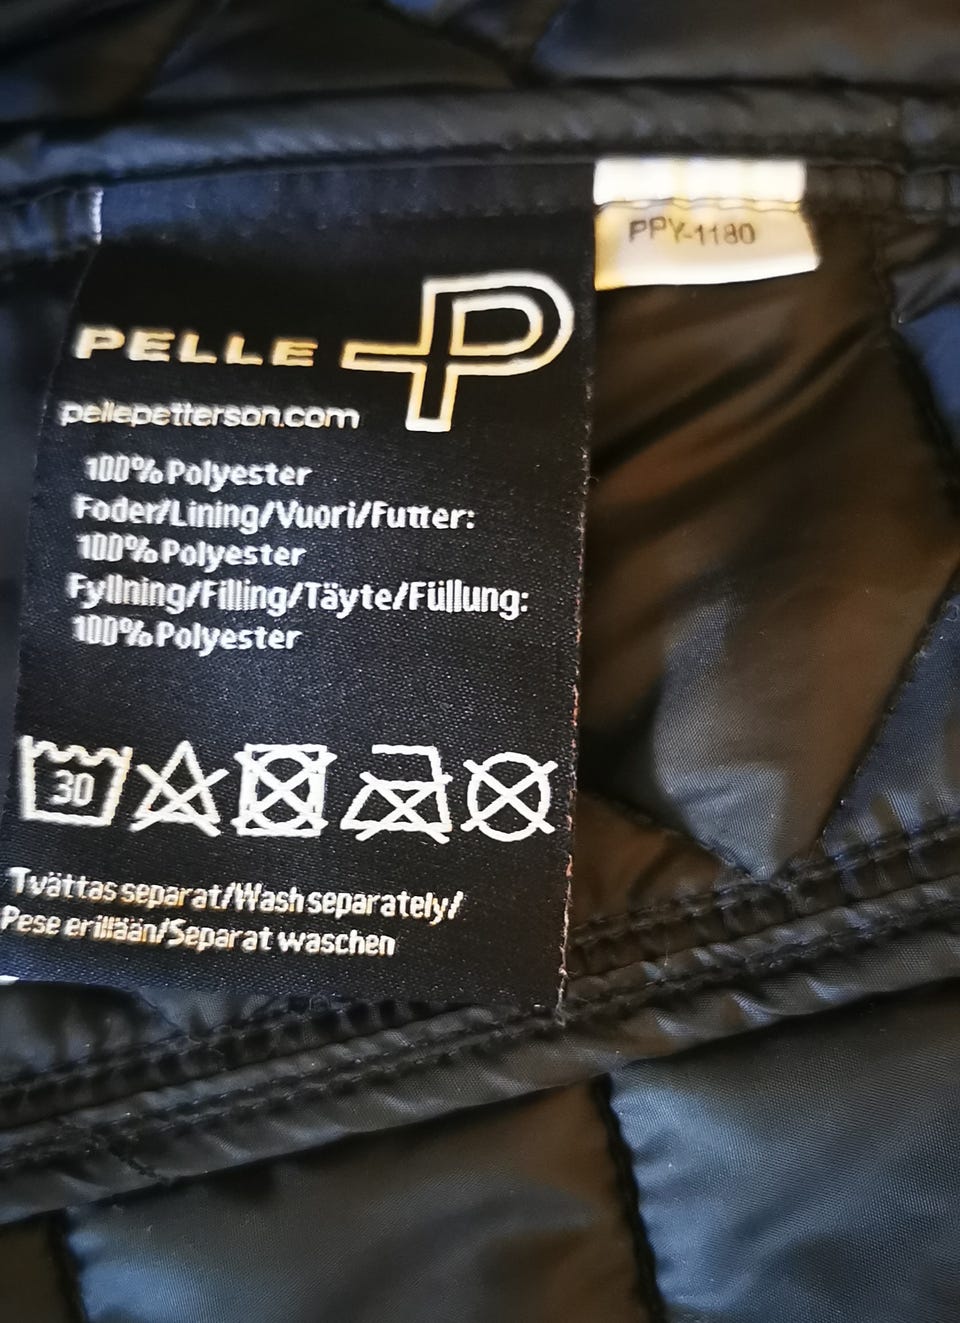 PPY-1180
PELLE P
pellepetterson.com
100% Polyester
Foder/Lining/Vuori/Futter:
100% Polyester
Fyllning/Filling/Täyte/Füllung:
100% Polyester
30
Tvättas separat/Wash separately/
Pese erillään/Separat waschen